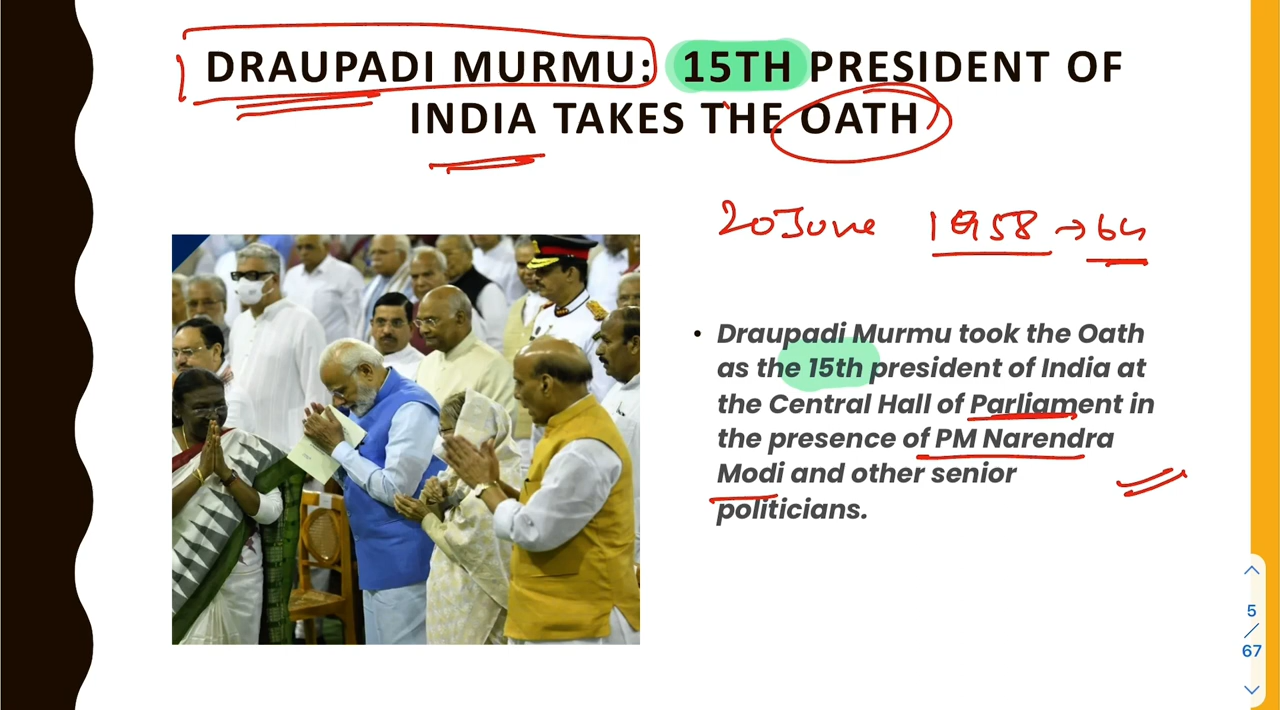 DRAUPADI MURMU: 15TH PRESIDENT OF
INDIA TAKES THE OATH
20 June 1958 → 64
• Draupadi Murmu took the Oath
as the 15th president of India at
the Central Hall of Parliament in
the presence of PM Narendra
Modi and other senior
politicians.
5
/
67